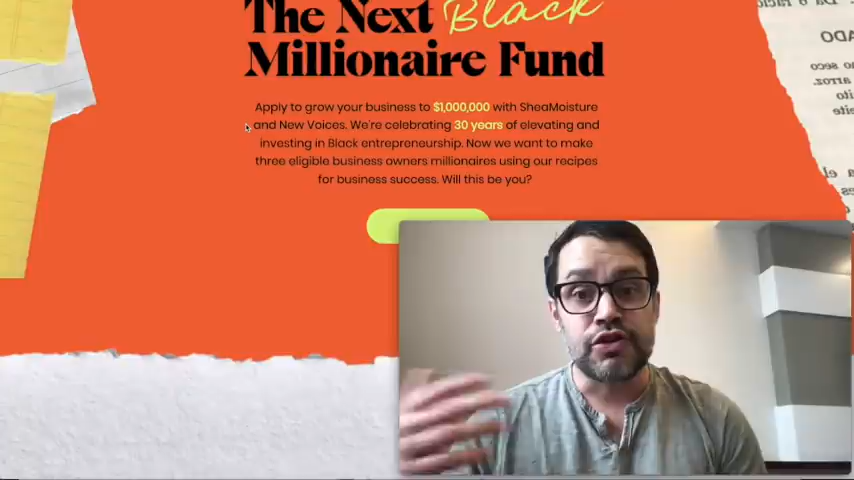 The Next Black
Millionaire Fund
Apply to grow your business to $1,000,000 with SheaMoisture
and New Voices. We're celebrating 30 years of elevating and
investing in Black entrepreneurship. Now we want to make
three eligible business owners millionaires using our recipes
for business success. Will this be you?